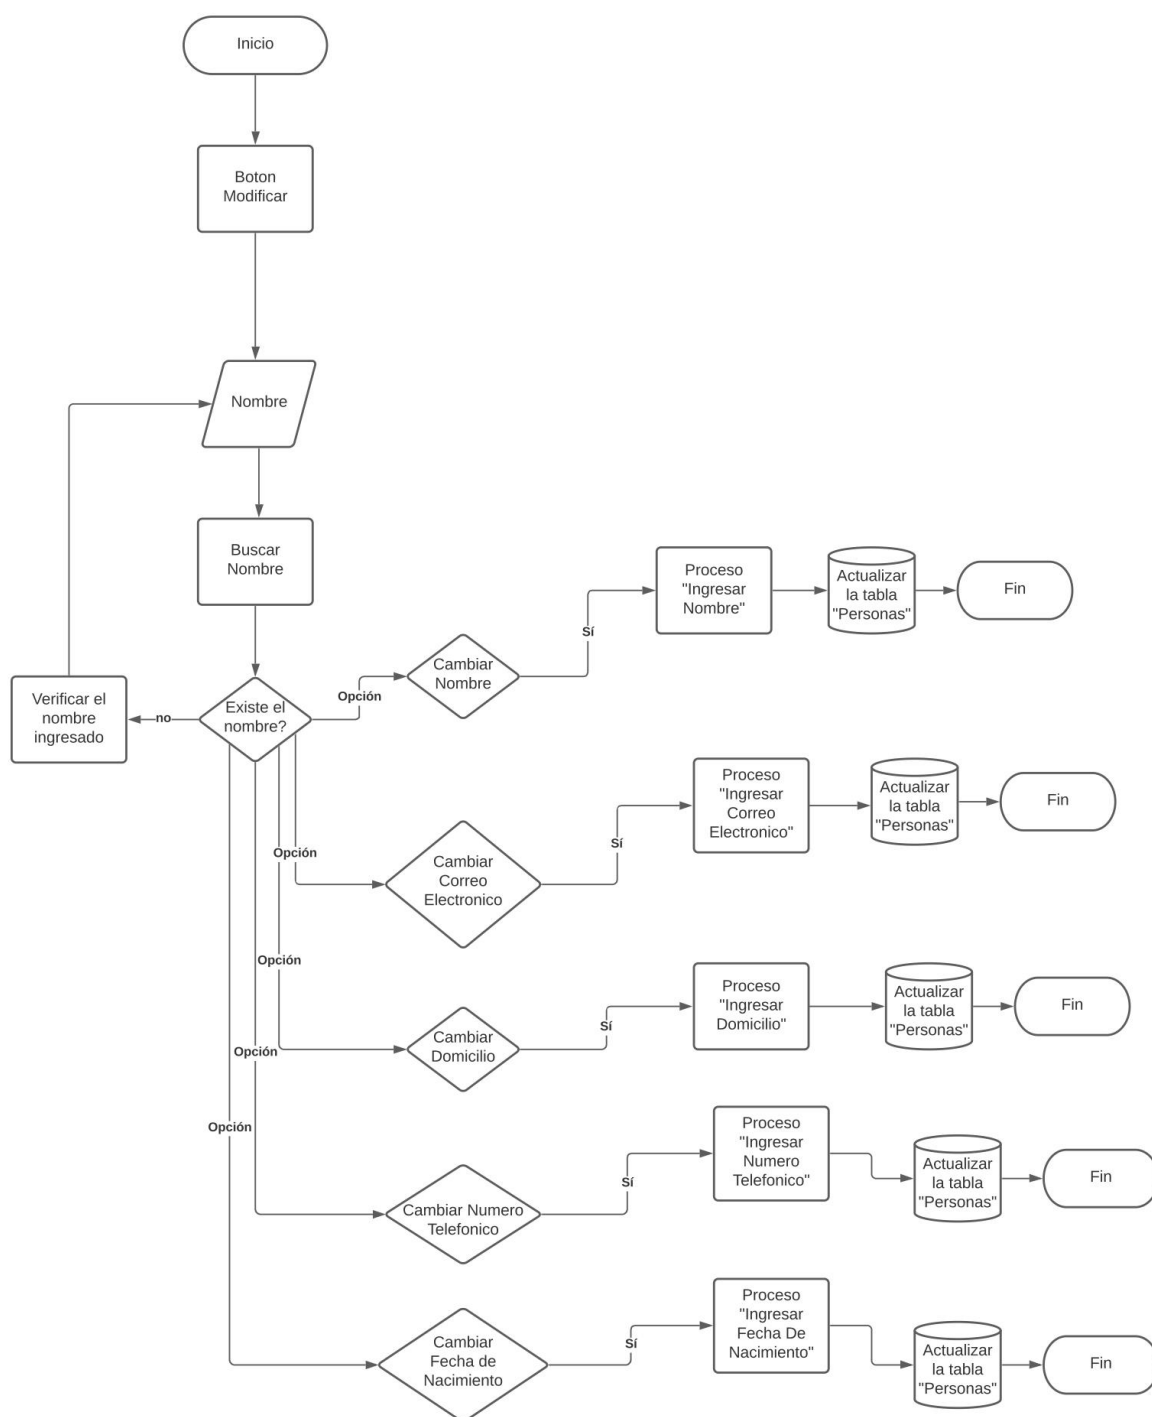 Inicio
Boton
Modificar
Nombre
Buscar
Nombre
Existe el
nombre?
no
Verificar el
nombre
ingresado
Opción
Cambiar
Nombre
Sí
Proceso
"Ingresar
Nombre"
Actualizar
la tabla
"Personas"
Fin
Opción
Cambiar
Correo
Electronico
Sí
Proceso
"Ingresar
Correo
Electronico"
Actualizar
la tabla
"Personas"
Fin
Opción
Cambiar
Domicilio
Sí
Proceso
"Ingresar
Domicilio"
Actualizar
la tabla
"Personas"
Fin
Opción
Cambiar Numero
Telefonico
Sí
Proceso
"Ingresar
Numero
Telefonico"
Actualizar
la tabla
"Personas"
Fin
Opción
Cambiar
Fecha de
Nacimiento
Sí
Proceso
"Ingresar
Fecha De
Nacimiento"
Actualizar
la tabla
"Personas"
Fin